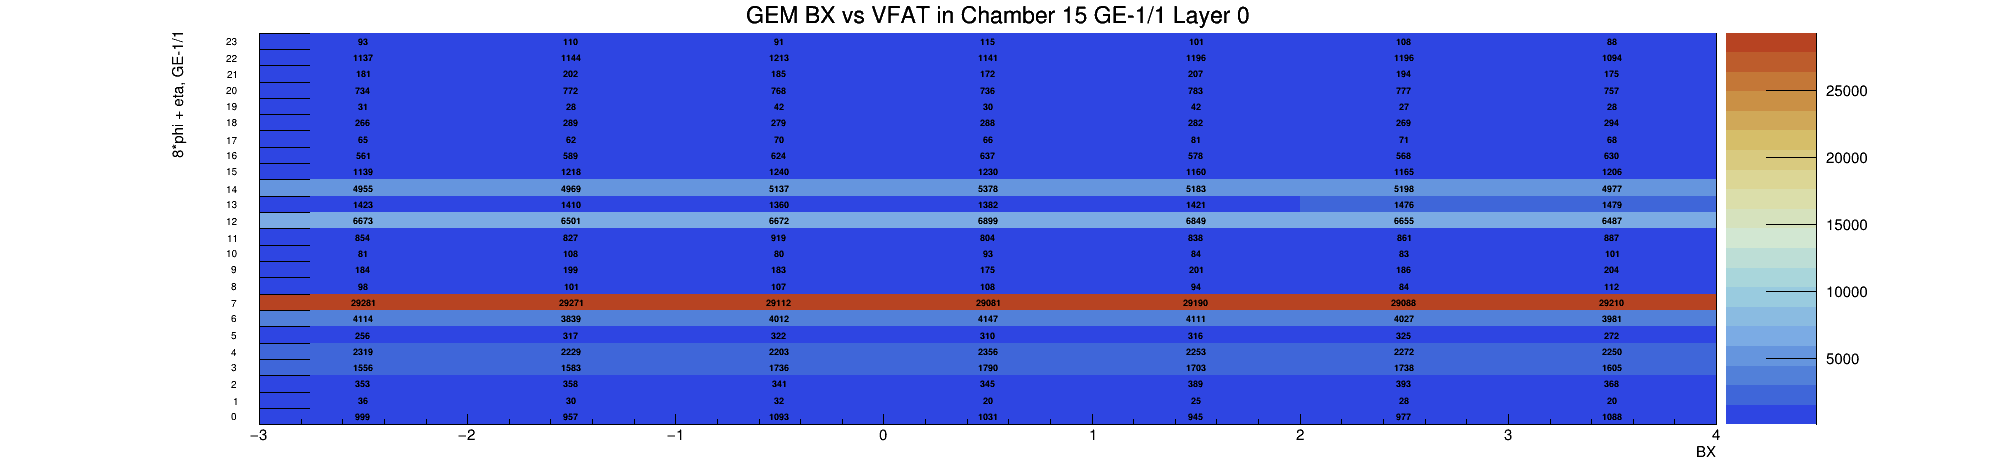 GEM BX vs VFAT in Chamber 15 GE-1/1 Layer 0
8*phi + eta, GE-1/1
23 93 110 91 115 101 108 88
22 1137 1144 1213 1141 1196 1196 1094
21 181 202 185 172 207 194 175
20 734 772 768 736 783 777 757
19 31 28 42 30 42 27 28
18 266 289 279 288 282 269 294
17 65 62 70 66 81 71 68
16 561 589 624 637 578 568 630
15 1139 1218 1240 1230 1160 1165 1206
14 4955 4969 5137 5378 5183 5198 4977
13 1423 1410 1360 1382 1421 1476 1479
12 6673 6501 6672 6899 6849 6655 6487
11 854 827 919 804 838 861 887
10 81 108 80 93 84 83 101
9 184 199 183 175 201 186 204
8 98 101 107 108 94 84 112
7 29281 29271 29112 29081 29190 29088 29210
6 4114 3839 4012 4147 4111 4027 3981
5 256 317 322 310 316 325 272
4 2319 2229 2203 2356 2253 2272 2250
3 1556 1583 1736 1790 1703 1738 1605
2 353 358 341 345 389 393 368
1 36 30 32 20 25 28 20
0 999 957 1093 1031 945 977 1088
−3 −2 −1 0 1 2 3 4
BX
25000
20000
15000
10000
5000